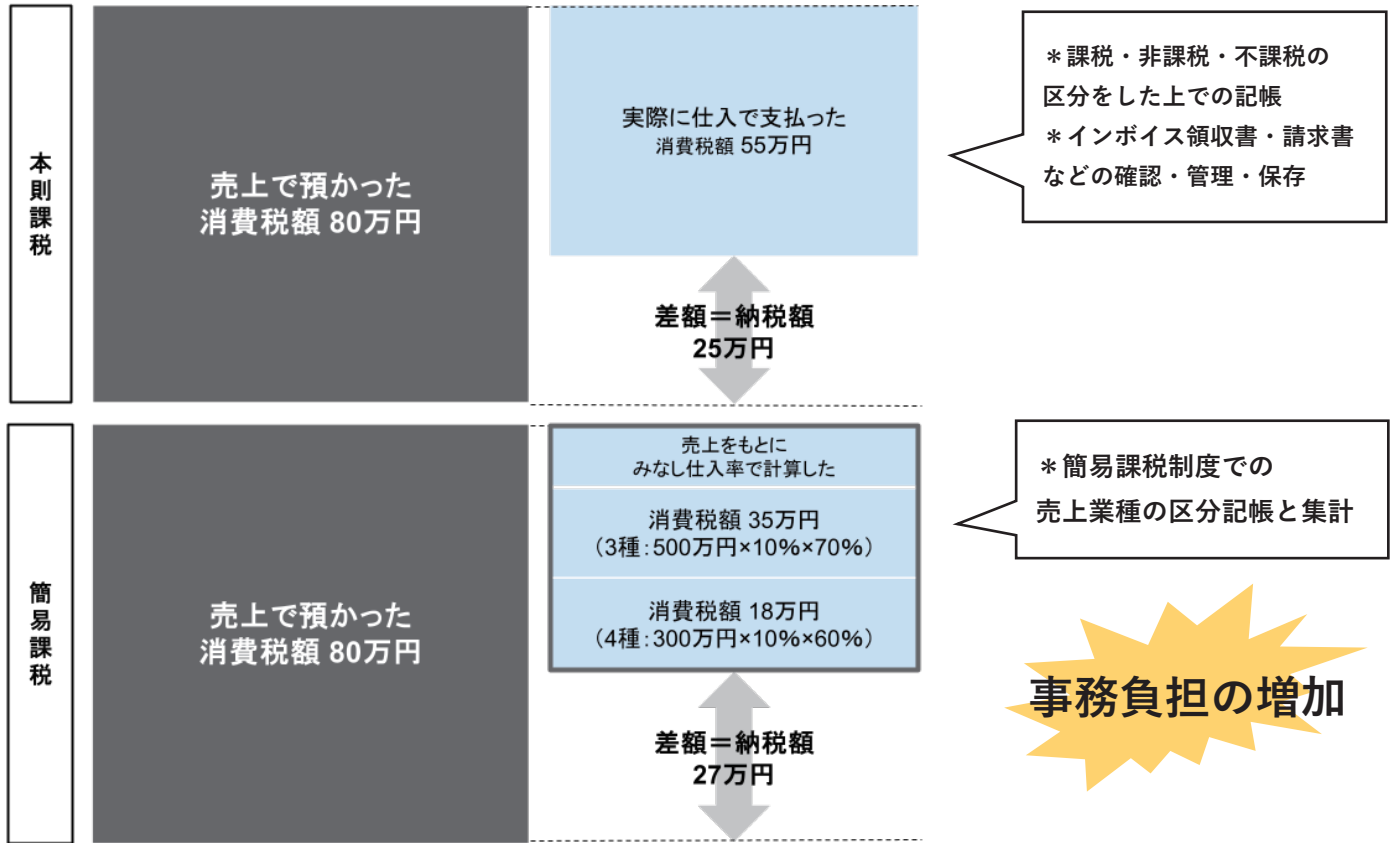 本則課税
売上で預かった
消費税額 80万円
実際に仕入で支払った
消費税額 55万円
差額＝納税額
25万円
＊課税・非課税・不課税の
区分をした上での記帳
＊インボイス領収書・請求書
などの確認・管理・保存
簡易課税
売上で預かった
消費税額 80万円
売上をもとに
みなし仕入率で計算した
消費税額 35万円
（3種：500万円×10%×70%）
消費税額 18万円
（4種：300万円×10%×60%）
差額＝納税額
27万円
＊簡易課税制度での
売上業種の区分記帳と集計
事務負担の増加